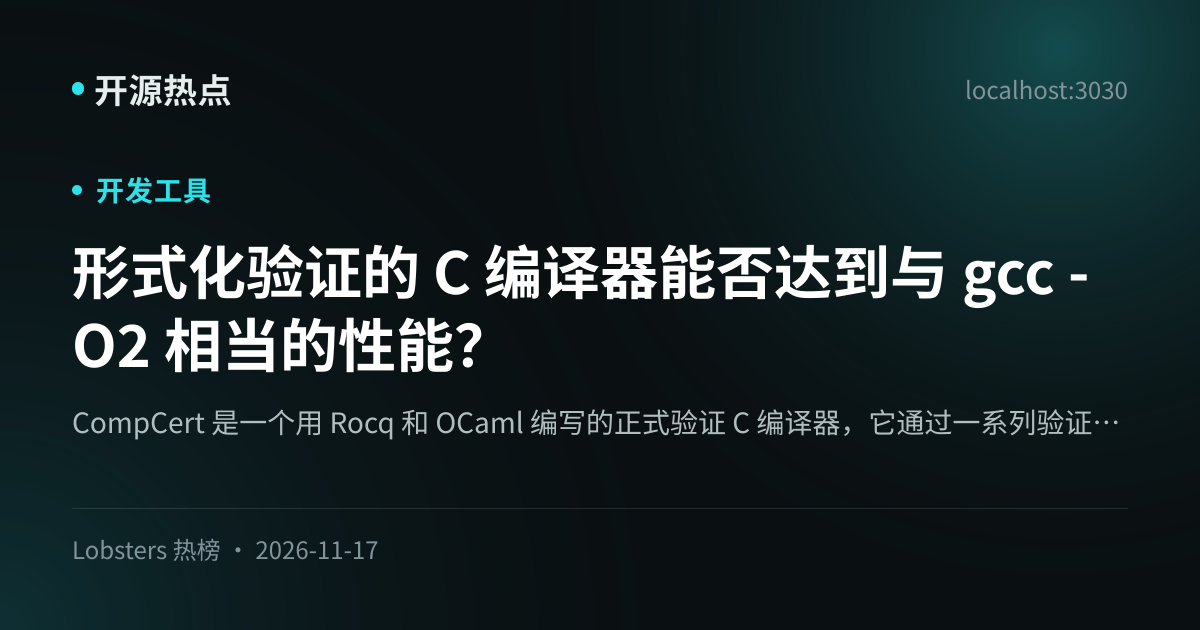 开源热点
localhost:3030
开发工具
形式化验证的 C 编译器能否达到与 gcc -
O2 相当的性能？
CompCert 是一个用 Rocq 和 OCaml 编写的正式验证 C 编译器，它通过一系列验证…
Lobsters 热榜 • 2026-11-17